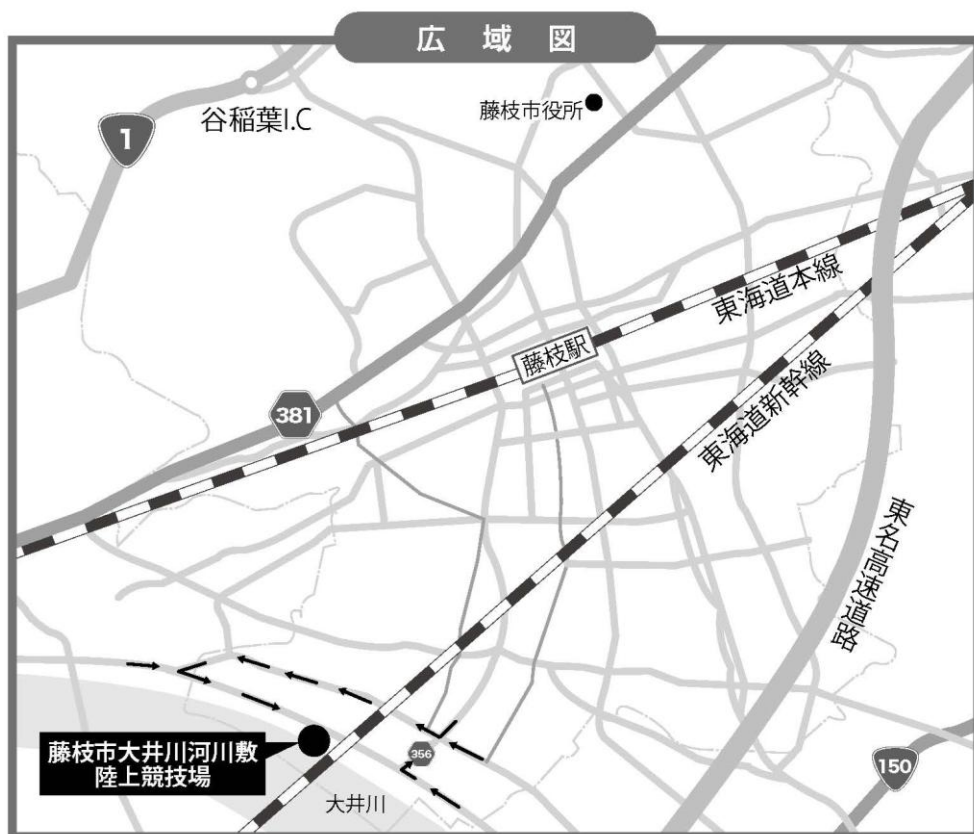 広域図
谷稲葉I.C
藤枝市役所
1
東海道本線
藤枝駅
東海道新幹線
381
東名高速道路
藤枝市大井川河川敷
陸上競技場
356
150
大井川